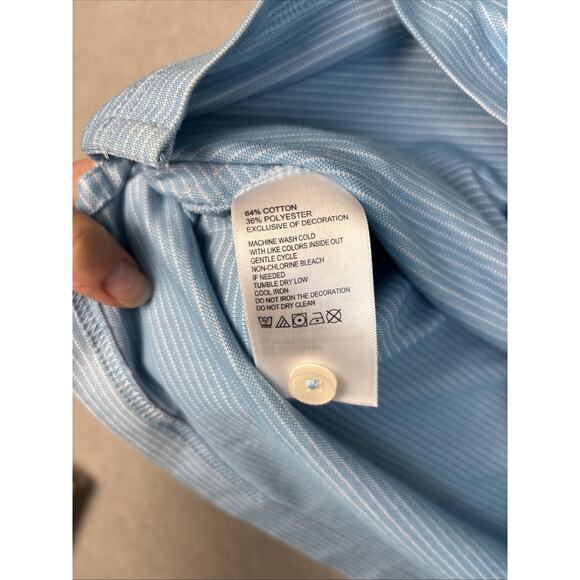 64% COTTON
36% POLYESTER
EXCLUSIVE OF DECORATION
MACHINE WASH COLD
WITH LIKE COLORS INSIDE OUT
GENTLE CYCLE
NON-CHLORINE BLEACH
IF NEEDED
TUMBLE DRY LOW
COOL IRON
DO NOT IRON THE DECORATION
DO NOT DRY CLEAN